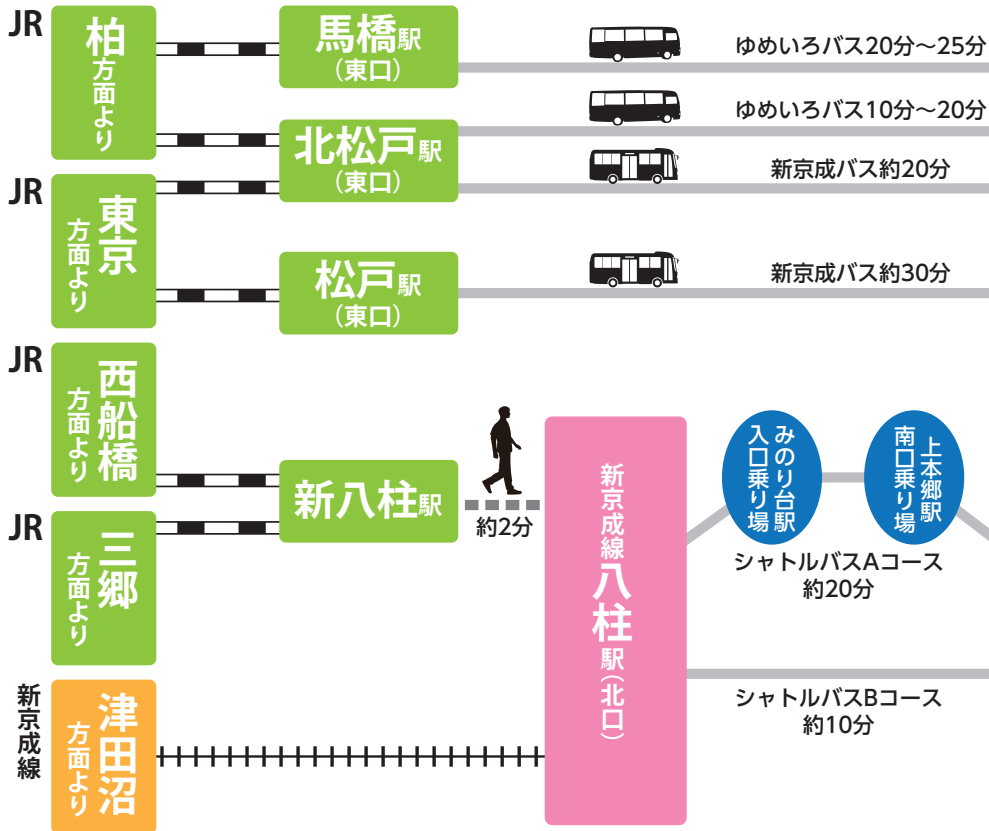 JR
柏方面より
馬橋駅
（東口）
ゆめいろバス20分～25分
北松戸駅
（東口）
ゆめいろバス10分～20分
新京成バス約20分
JR
東京方面より
松戸駅
（東口）
新京成バス約30分
JR
西船橋方面より
新八柱駅
約2分
JR
三郷方面より
新京成線八柱駅（北口）
みのり台駅
入口乗り場
上本郷駅
南口乗り場
シャトルバスAコース
約20分
シャトルバスBコース
約10分
新京成線
津田沼方面より